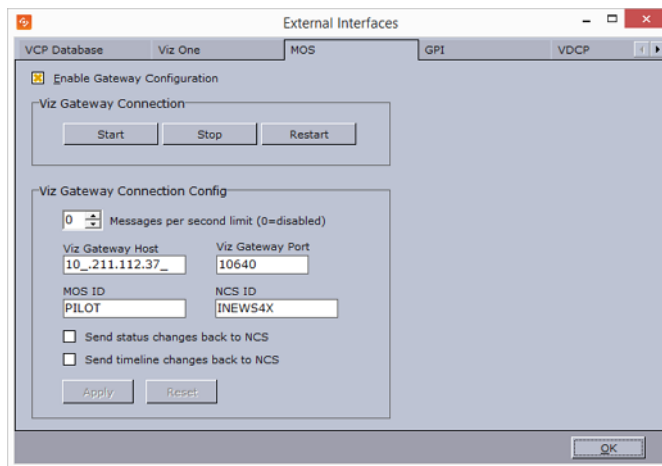 External Interfaces
VCP Database Viz One MOS GPI VDCP
Enable Gateway Configuration
Viz Gateway Connection
Start Stop Restart
Viz Gateway Connection Config
0 Messages per second limit (0=disabled)
Viz Gateway Host Viz Gateway Port
10_.211.112.37_ 10640
MOS ID NCS ID
PILOT INEWS4X
Send status changes back to NCS
Send timeline changes back to NCS
Apply Reset
OK